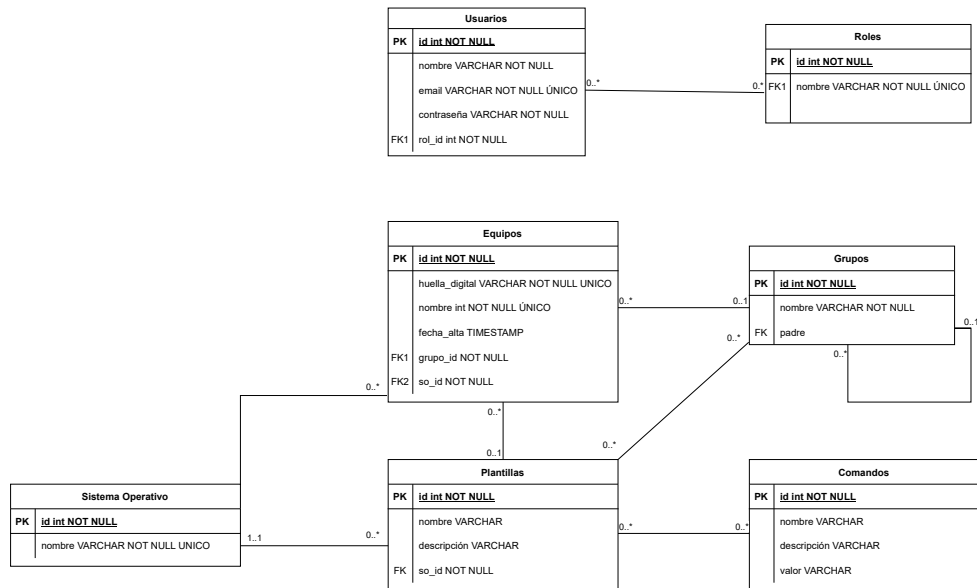 Usuarios
PK id int NOT NULL
nombre VARCHAR NOT NULL
email VARCHAR NOT NULL ÚNICO
contraseña VARCHAR NOT NULL
FK1 rol_id int NOT NULL
0..*
0.*
Roles
PK id int NOT NULL
FK1 nombre VARCHAR NOT NULL ÚNICO
Equipos
PK id int NOT NULL
huella_digital VARCHAR NOT NULL UNICO
nombre int NOT NULL ÚNICO
fecha_alta TIMESTAMP
FK1 grupo_id NOT NULL
FK2 so_id NOT NULL
0..*
0..1
Grupos
PK id int NOT NULL
nombre VARCHAR NOT NULL
FK padre
0..1
0..*
0..*
0..*
0..*
0..*
0..1
Sistema Operativo
PK id int NOT NULL
nombre VARCHAR NOT NULL UNICO
1..1
0..*
Plantillas
PK id int NOT NULL
nombre VARCHAR
descripción VARCHAR
FK so_id NOT NULL
0..*
0..*
Comandos
PK id int NOT NULL
nombre VARCHAR
descripción VARCHAR
valor VARCHAR